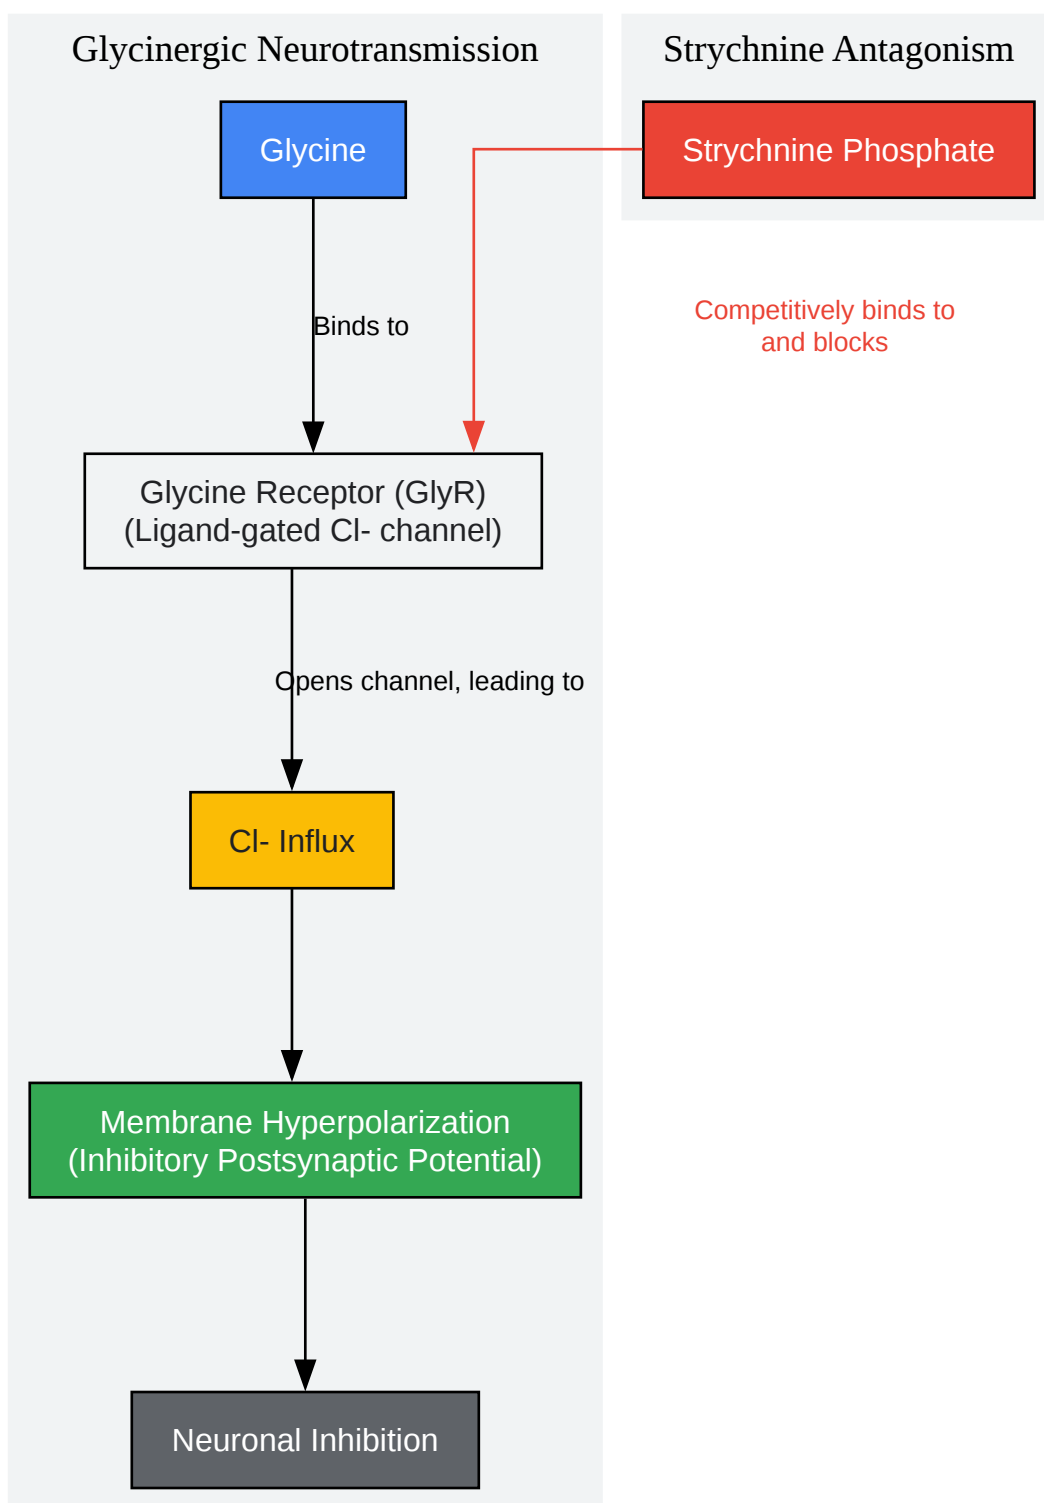 Glycinergic Neurotransmission
Strychnine Antagonism
Glycine
Strychnine Phosphate
Binds to
Competitively binds to
and blocks
Glycine Receptor (GlyR)
(Ligand-gated Cl- channel)
Opens channel, leading to
Cl- Influx
Membrane Hyperpolarization
(Inhibitory Postsynaptic Potential)
Neuronal Inhibition